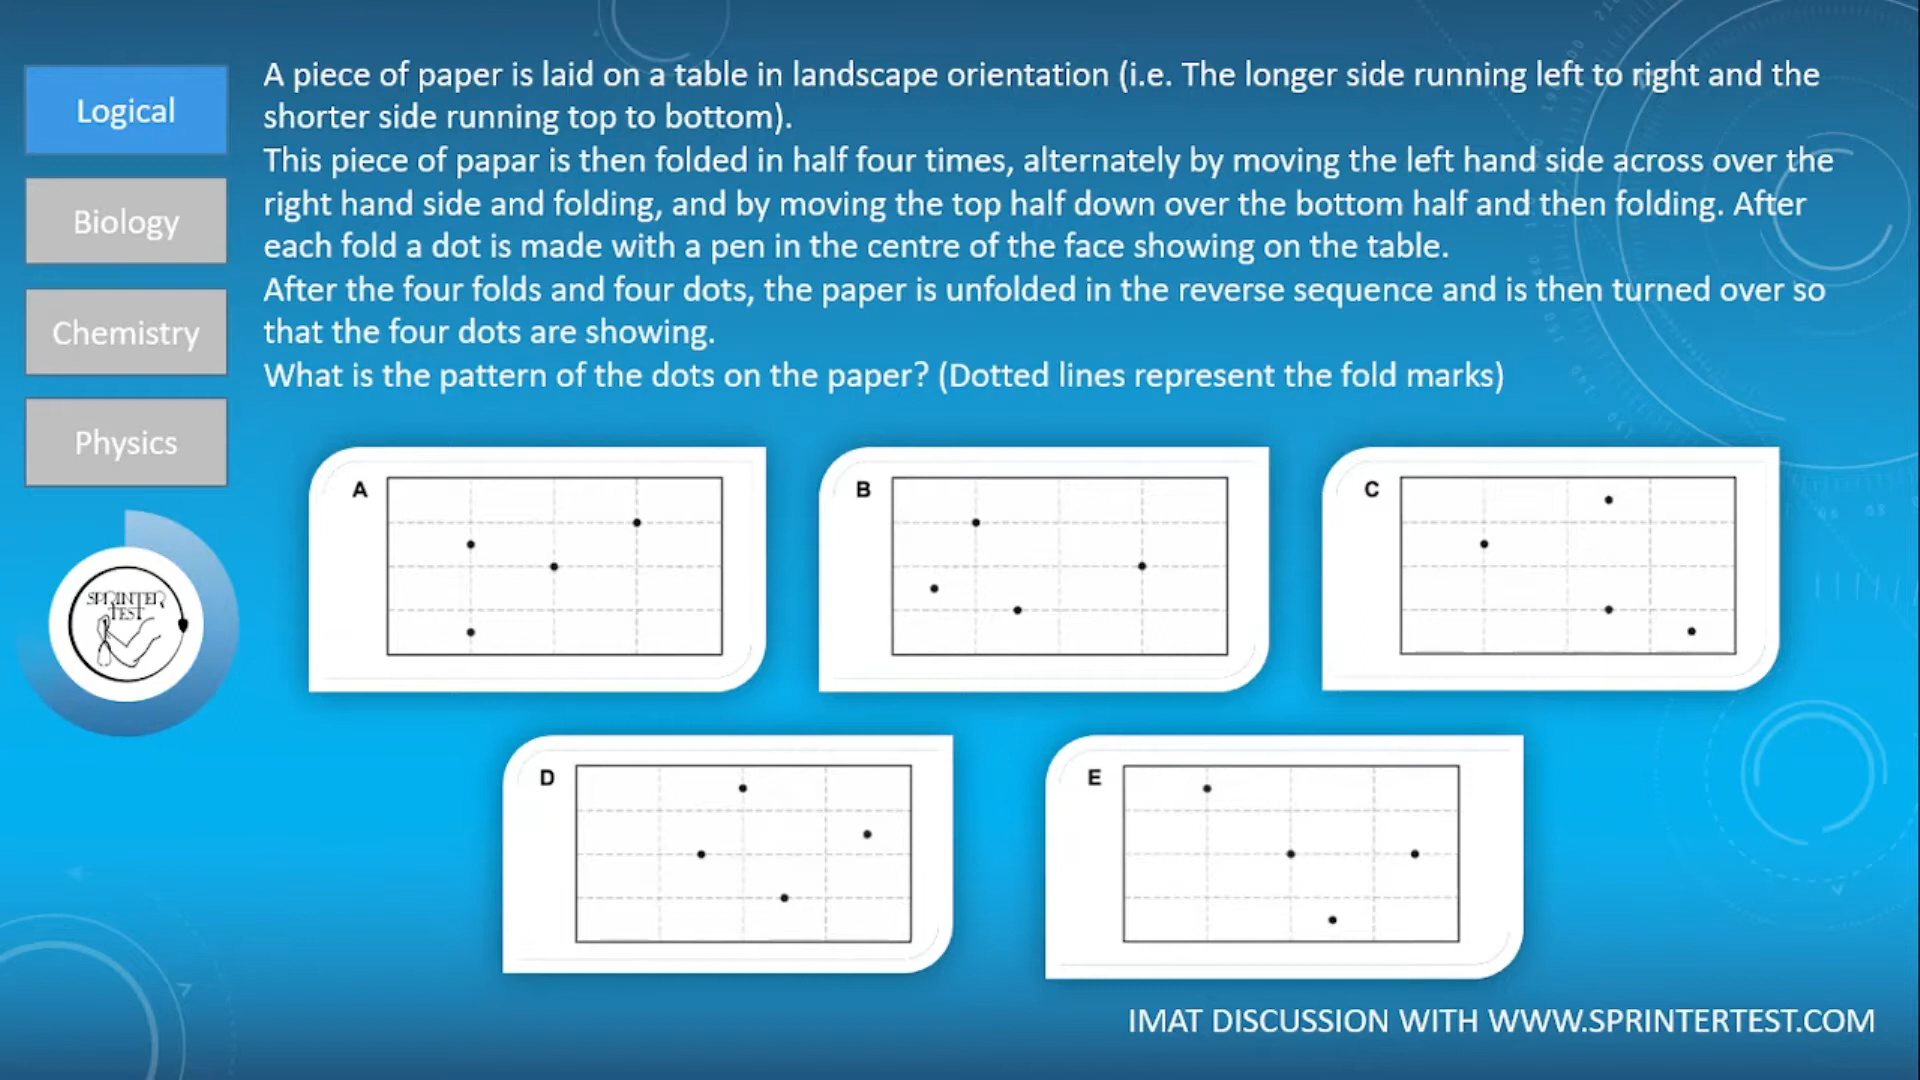 Logical
Biology
Chemistry
Physics
SPRINTER
TEST
A piece of paper is laid on a table in landscape orientation (i.e. The longer side running left to right and the
shorter side running top to bottom).
This piece of papar is then folded in half four times, alternately by moving the left hand side across over the
right hand side and folding, and by moving the top half down over the bottom half and then folding. After
each fold a dot is made with a pen in the centre of the face showing on the table.
After the four folds and four dots, the paper is unfolded in the reverse sequence and is then turned over so
that the four dots are showing.
What is the pattern of the dots on the paper? (Dotted lines represent the fold marks)
A
B
C
D
E
IMAT DISCUSSION WITH WWW.SPRINTERTEST.COM